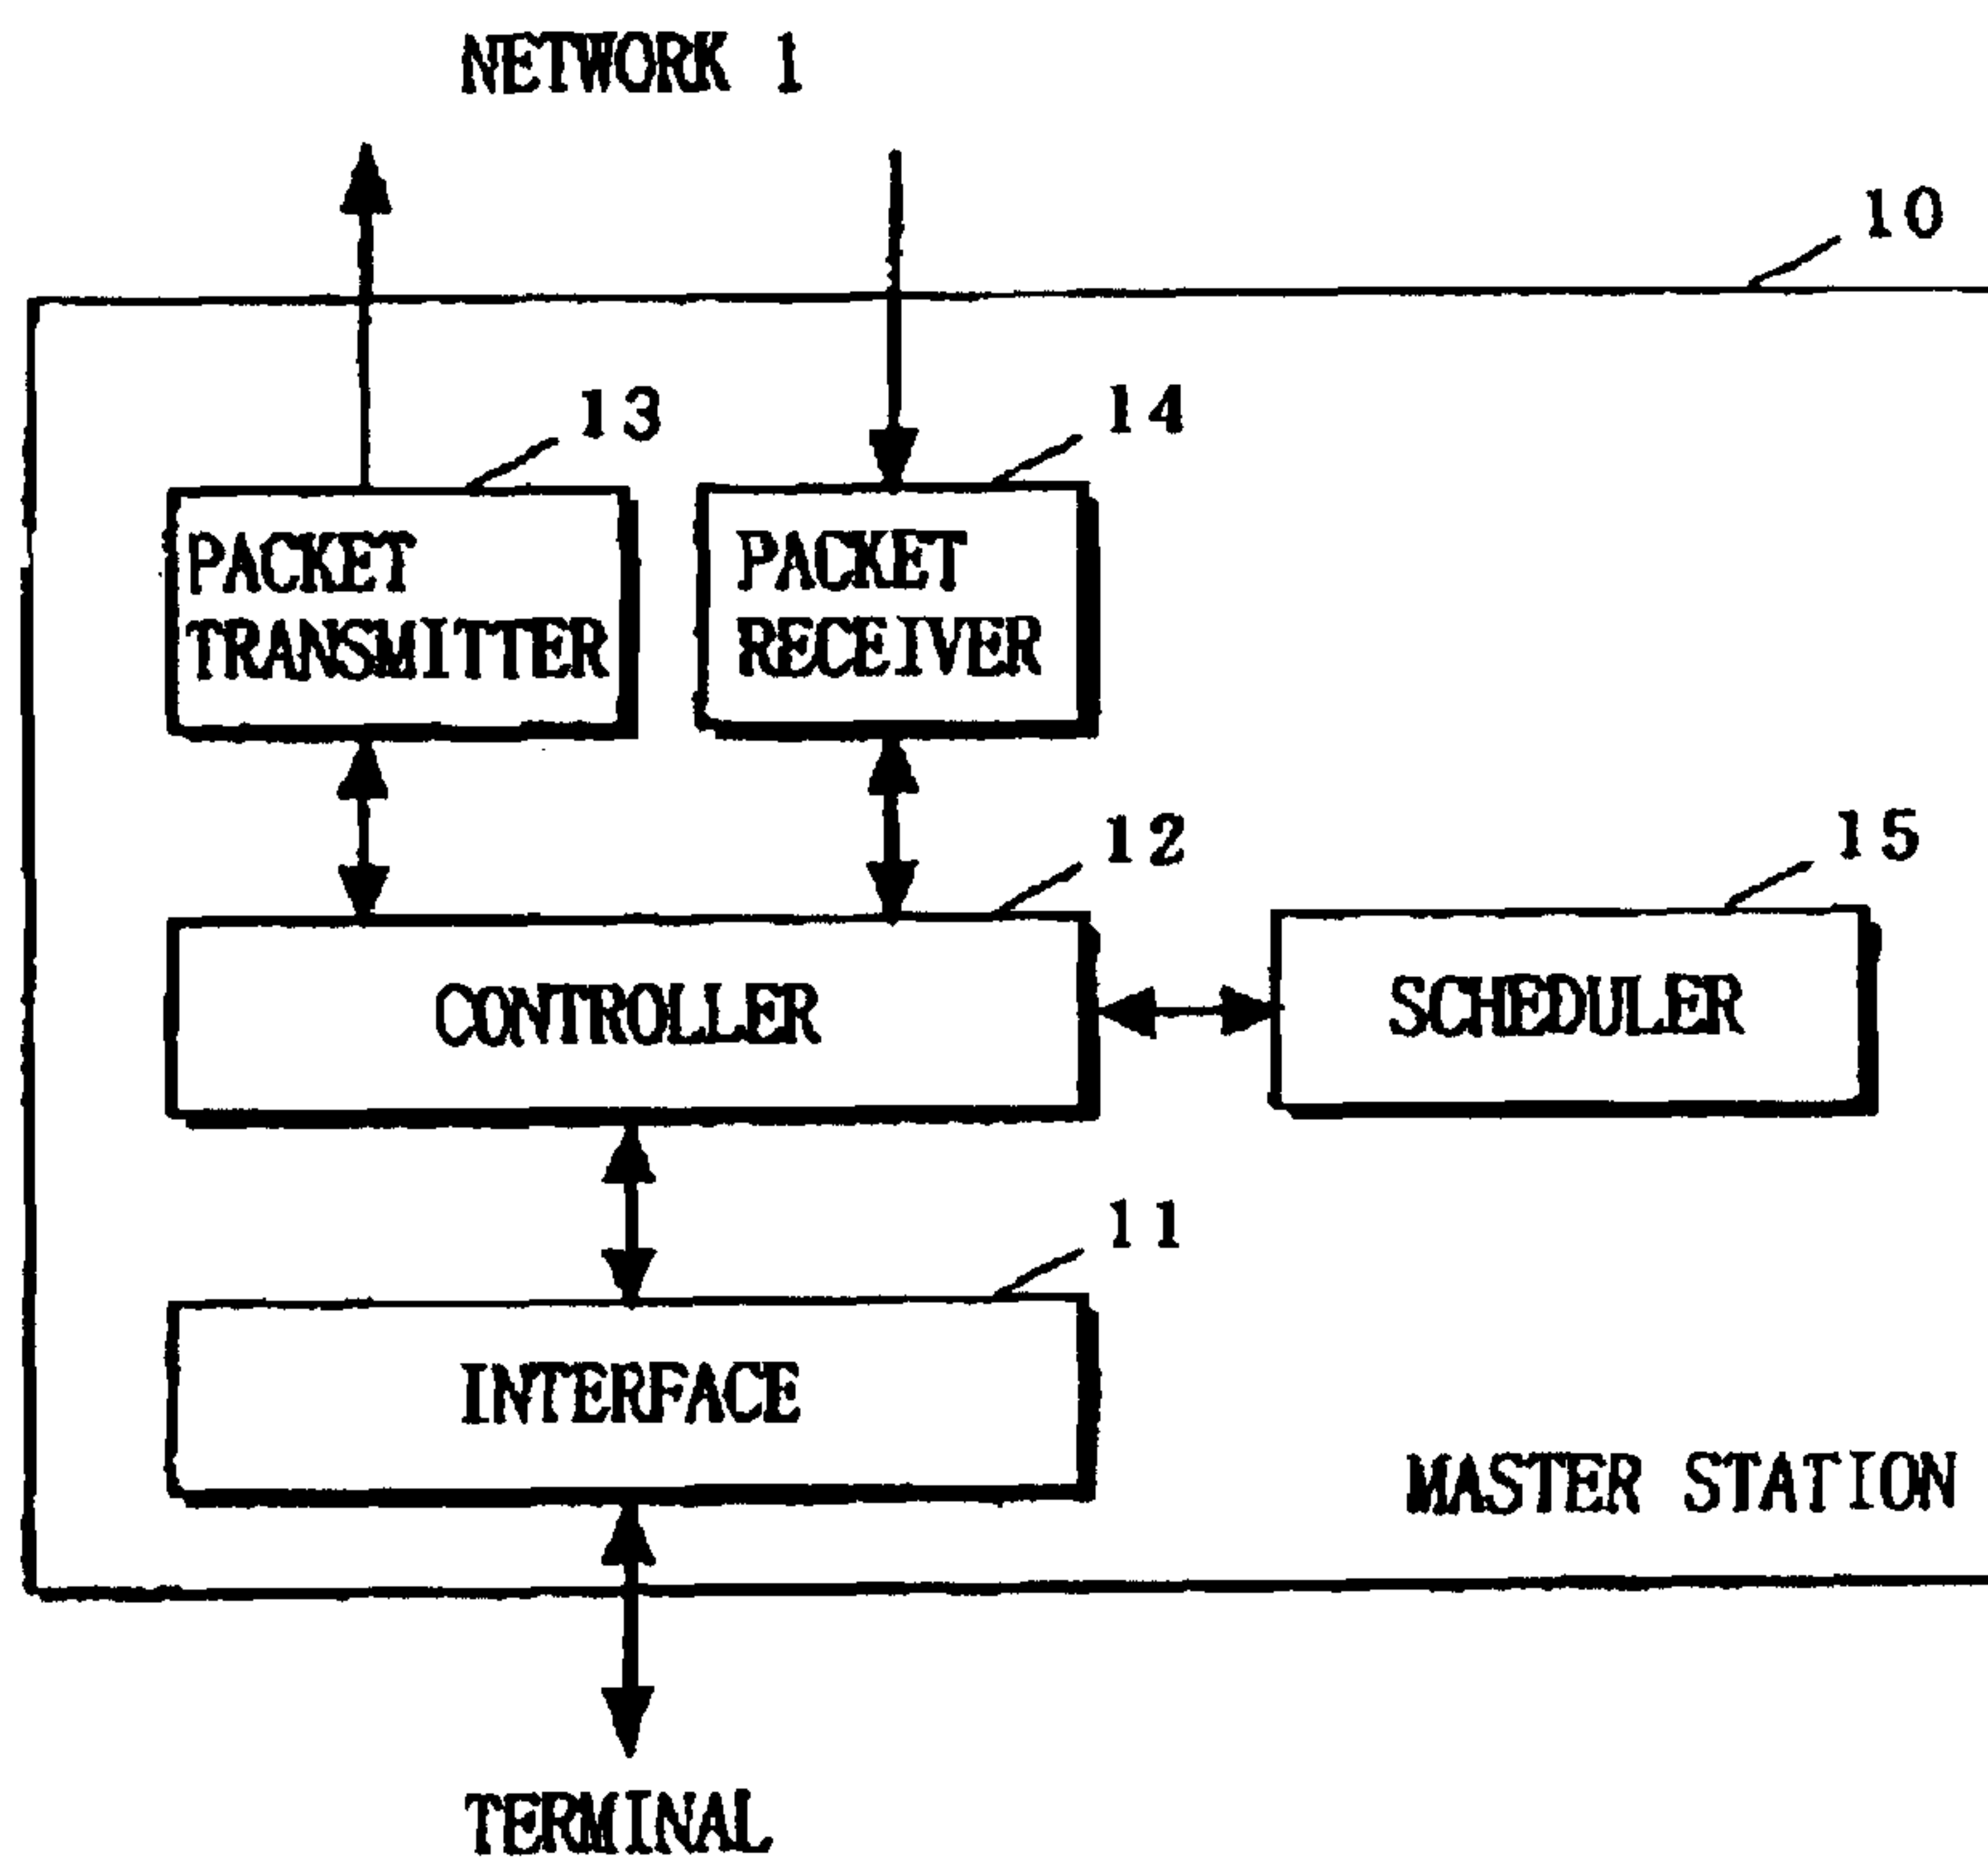 NETWORK 1
10
13
14
PACKET
TRANSMITTER
PACKET
RECEIVER
12
15
CONTROLLER
SCHEDULER
11
INTERFACE
MASTER STATION
TERMINAL